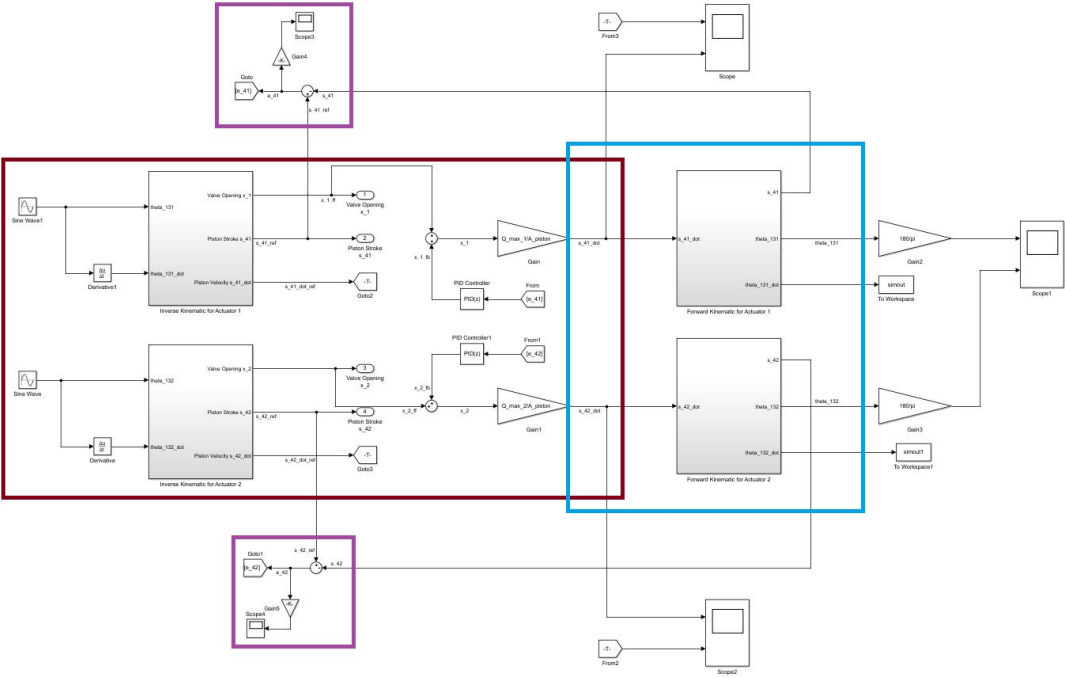 Scope3
-K-
Gain4
Goto
[e_41]
e_41
s_41
s_41_ref
-T-
From3
Scope
Sine Wave1
theta_131
Δu
Δt
Derivative1
theta_131_dot
Valve Opening x_1
Piston Stroke s_41
Piston Velocity s_41_dot
Inverse Kinematic for Actuator 1
s_41_ref
s_41_dot_ref
x_1_ff
1
Valve Opening
x_1
2
Piston Stroke
s_41
-T-
Goto2
x_1_fb
x_1
PID Controller
PID(z)
From
[e_41]
Q_max_1/A_piston
Gain
s_41_dot
s_41_dot
s_41
theta_131
theta_131_dot
Forward Kinematic for Actuator 1
theta_131
180/pi
Gain2
simout
To Workspace
Scope1
Sine Wave
theta_132
Δu
Δt
Derivative
theta_132_dot
Valve Opening x_2
Piston Stroke s_42
Piston Velocity s_42_dot
Inverse Kinematic for Actuator 2
s_42_ref
s_42_dot_ref
3
Valve Opening
x_2
4
Piston Stroke
s_42
-T-
Goto3
PID Controller1
PID(z)
From1
[e_42]
x_2_fb
x_2_ff
x_2
Q_max_2/A_piston
Gain1
s_42_dot
s_42_dot
s_42
theta_132
theta_132_dot
Forward Kinematic for Actuator 2
theta_132
180/pi
Gain3
simout1
To Workspace1
s_42_ref
Goto1
[e_42]
e_42
s_42
-K-
Gain5
Scope4
-T-
From2
Scope2